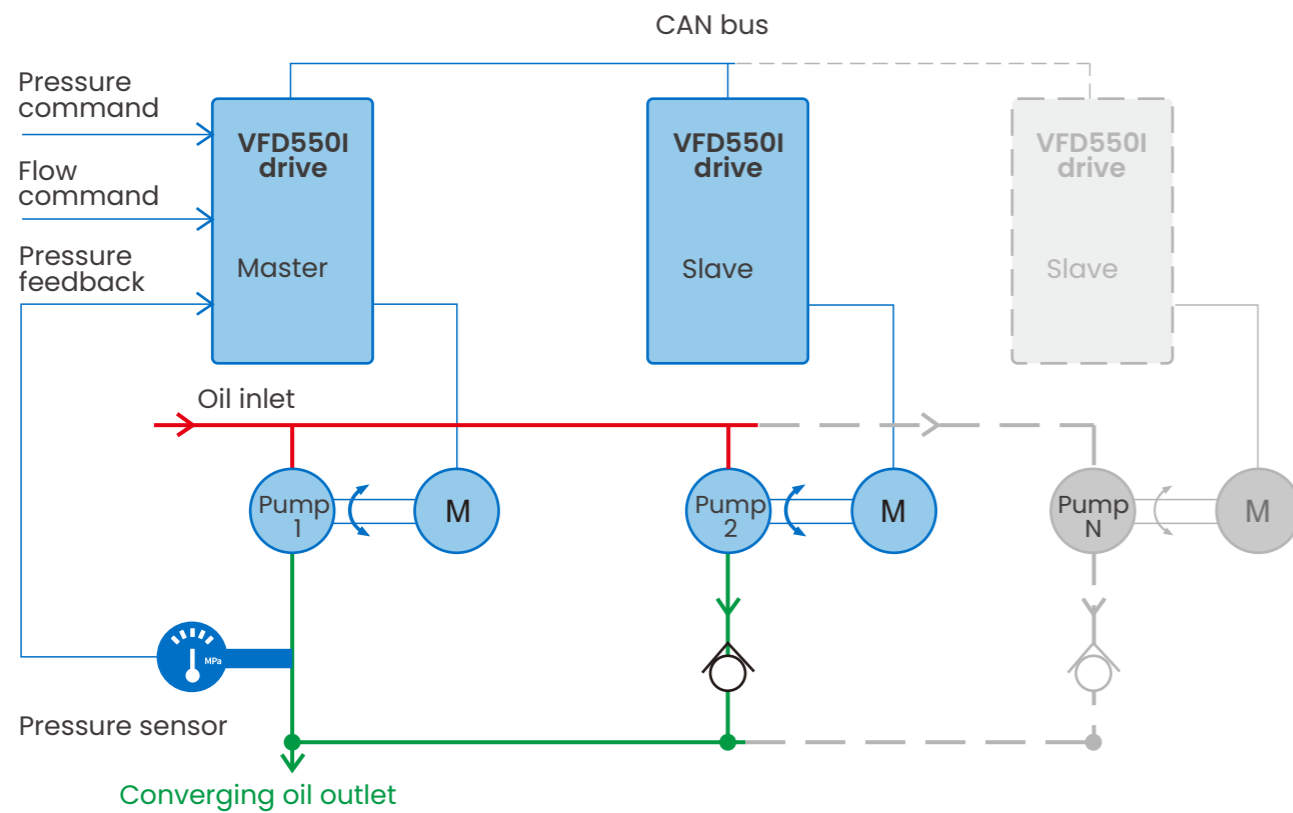 CAN bus
Pressure
command
Flow
command
Pressure
feedback
VFD550I
drive
Master
VFD550I
drive
Slave
VFD550I
drive
Slave
Oil inlet
Pump
1
M
Pump
2
M
Pump
N
M
MPa
Pressure sensor
Converging oil outlet